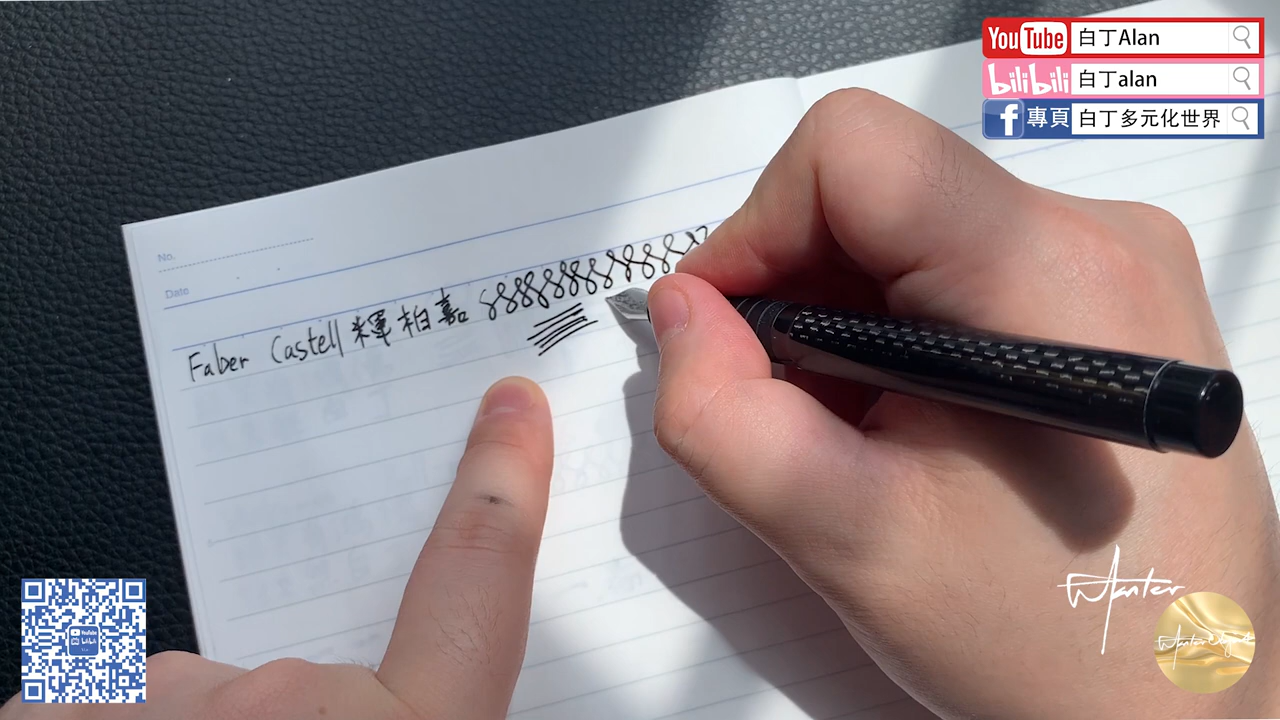 YouTube 白丁Alan
bilibili 白丁alan
f 專頁 白丁多元化世界
No.
Date
Faber Castell 輝柏嘉